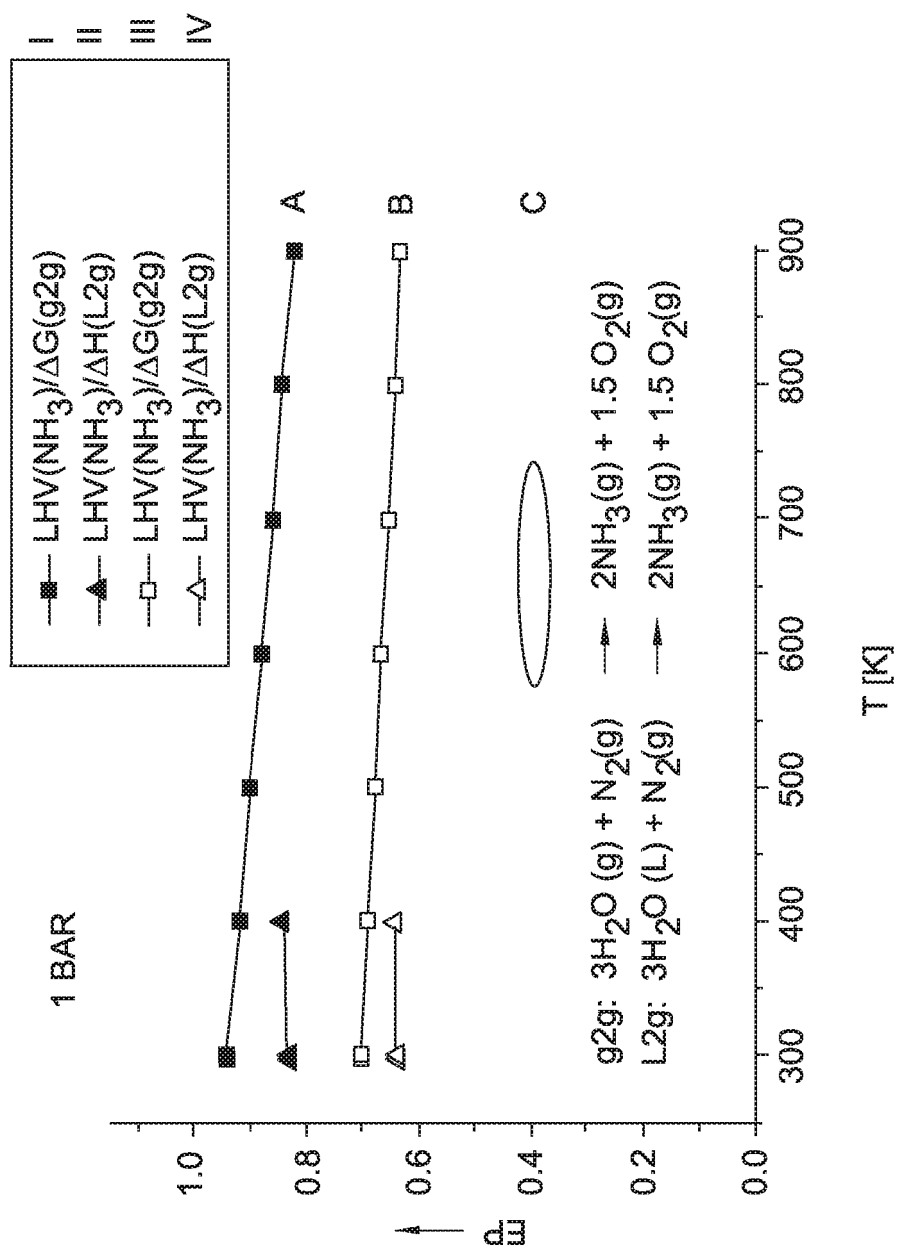 1 BAR
LHV(NH3)/ΔG(g2g) I
LHV(NH3)/ΔH(L2g) II
LHV(NH3)/ΔG(g2g) III
LHV(NH3)/ΔH(L2g) IV
A
B
C
g2g: 3H2O (g) + N2(g) → 2NH3(g) + 1.5 O2(g)
L2g: 3H2O (L) + N2(g) → 2NH3(g) + 1.5 O2(g)
1.0
0.8
0.6
0.4
0.2
0.0
EP
300 400 500 600 700 800 900
T [K]